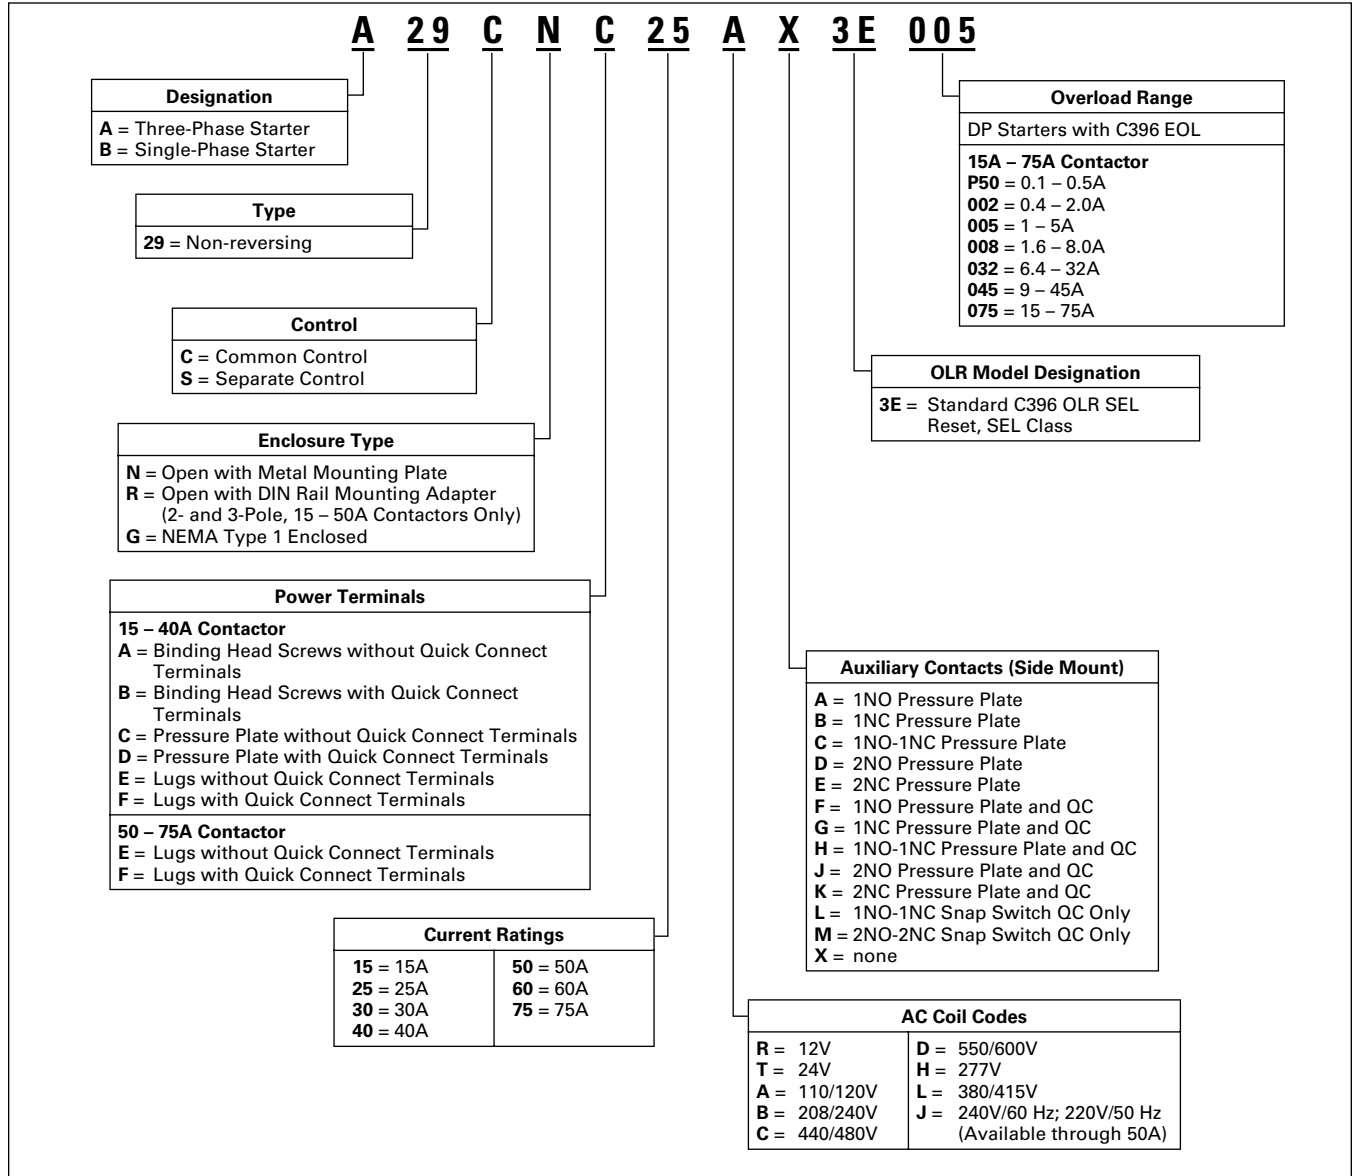 A 29 C N C 25 A X 3E 005
Designation
A = Three-Phase Starter
B = Single-Phase Starter
Type
29 = Non-reversing
Control
C = Common Control
S = Separate Control
Enclosure Type
N = Open with Metal Mounting Plate
R = Open with DIN Rail Mounting Adapter
(2- and 3-Pole, 15 – 50A Contactors Only)
G = NEMA Type 1 Enclosed
Power Terminals
15 – 40A Contactor
A = Binding Head Screws without Quick Connect
Terminals
B = Binding Head Screws with Quick Connect
Terminals
C = Pressure Plate without Quick Connect Terminals
D = Pressure Plate with Quick Connect Terminals
E = Lugs without Quick Connect Terminals
F = Lugs with Quick Connect Terminals
50 – 75A Contactor
E = Lugs without Quick Connect Terminals
F = Lugs with Quick Connect Terminals
Current Ratings
15 = 15A
25 = 25A
30 = 30A
40 = 40A
50 = 50A
60 = 60A
75 = 75A
Overload Range
DP Starters with C396 EOL
15A – 75A Contactor
P50 = 0.1 – 0.5A
002 = 0.4 – 2.0A
005 = 1 – 5A
008 = 1.6 – 8.0A
032 = 6.4 – 32A
045 = 9 – 45A
075 = 15 – 75A
OLR Model Designation
3E = Standard C396 OLR SEL
Reset, SEL Class
Auxiliary Contacts (Side Mount)
A = 1NO Pressure Plate
B = 1NC Pressure Plate
C = 1NO-1NC Pressure Plate
D = 2NO Pressure Plate
E = 2NC Pressure Plate
F = 1NO Pressure Plate and QC
G = 1NC Pressure Plate and QC
H = 1NO-1NC Pressure Plate and QC
J = 2NO Pressure Plate and QC
K = 2NC Pressure Plate and QC
L = 1NO-1NC Snap Switch QC Only
M = 2NO-2NC Snap Switch QC Only
X = none
AC Coil Codes
R = 12V
T = 24V
A = 110/120V
B = 208/240V
C = 440/480V
D = 550/600V
H = 277V
L = 380/415V
J = 240V/60 Hz; 220V/50 Hz
(Available through 50A)